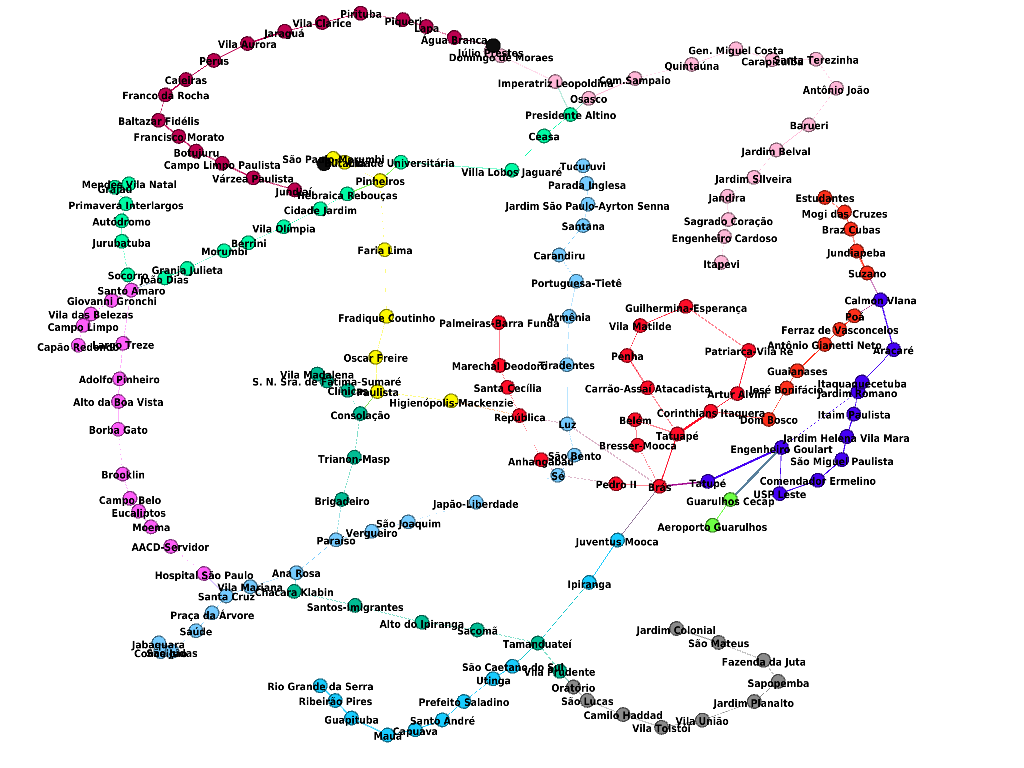 Pirituba
Vila Clarice
Piqueri
Lapa
Jaraguá
Agua Branca
Vila Aurora
Júlio Prestes
Domingo de Moraes
Gen. Miguel Costa
Perus
Carapicuíba
Santa Terezinha
Quintaúna
Caieiras
Imperatriz Leopoldina
Com.Sampaio
Antônio João
Franco da Rocha
Osasco
Presidente Altino
Baltazar Fidélis
Barueri
Francisco Morato
Ceasa
Botujuru
Jardim Belval
Campo Limpo Paulista
São Paulo-Morumbi
Cidade Universitária
Tucuruvi
Villa Lobos Jaguaré
Várzea Paulista
Pinheiros
Parada Inglesa
Jardim Silveira
Mendes-Vila Natal
Grajaú
Jundiaí
Hebraica Rebouças
Jandira
Estudantes
Primavera Interlargos
Cidade Jardim
Jardim São Paulo-Ayrton Senna
Mogi das Cruzes
Autódromo
Vila Olímpia
Santana
Sagrado Coração
Braz Cubas
Jurubatuba
Berrini
Morumbi
Engenheiro Cardoso
Faria Lima
Carandiru
Jundiapeba
Itapevi
Socorro
Granja Julieta
João Dias
Suzano
Portuguesa-Tietê
Santo Amaro
Giovanni Gronchi
Calmon Viana
Vila das Belezas
Guilhermina-Esperança
Campo Limpo
Fradique Coutinho
Palmeiras-Barra Funda
Armênia
Vila Matilde
Poá
Ferraz de Vasconcelos
Capão Redondo
Largo Treze
Antônio Gianetti Neto
Aracaré
Oscar Freire
Penha
Patriarca-Vila Ré
Marechal Deodoro
Tiradentes
Guaianases
Vila Madalena
Adolfo Pinheiro
S. N. Sra. de Fátima-Sumaré
Santa Cecília
Carrão-Assaí Atacadista
Itaquaquecetuba
Clínicas
Paulista
Artur Alvim
José Bonifácio
Jardim Romano
Alto da Boa Vista
Higienópolis-Mackenzie
Consolação
República
Corinthians Itaquera
Itaim Paulista
Belém
Luz
Dom Bosco
Borba Gato
Tatuapé
Jardim Helena Vila Mara
Bresser-Mooca
Engenheiro Goulart
Trianon-Masp
Anhangabaú
São Bento
São Miguel Paulista
Brooklin
Sé
Pedro II
Brás
Tatupé
Comendador Ermelino
USP Leste
Campo Belo
Brigadeiro
Japão-Liberdade
Guarulhos Cecap
Eucaliptos
Moema
São Joaquim
Vergueiro
Aeroporto Guarulhos
Paraíso
Juventus Mooca
AACD-Servidor
Hospital São Paulo
Ana Rosa
Ipiranga
Vila Mariana
Chácara Klabin
Santa Cruz
Santos-Imigrantes
Praça da Árvore
Alto do Ipiranga
Saúde
Sacomã
Jardim Colonial
Jabaquara
Tamanduateí
São Mateus
São Judas
Fazenda da Juta
São Caetano do Sul
Vila Prudente
Utinga
Sapopemba
Rio Grande da Serra
Oratório
Ribeirão Pires
Prefeito Saladino
São Lucas
Jardim Planalto
Guapituba
Santo André
Camilo Haddad
Vila União
Capuava
Vila Tolstói
Mauá